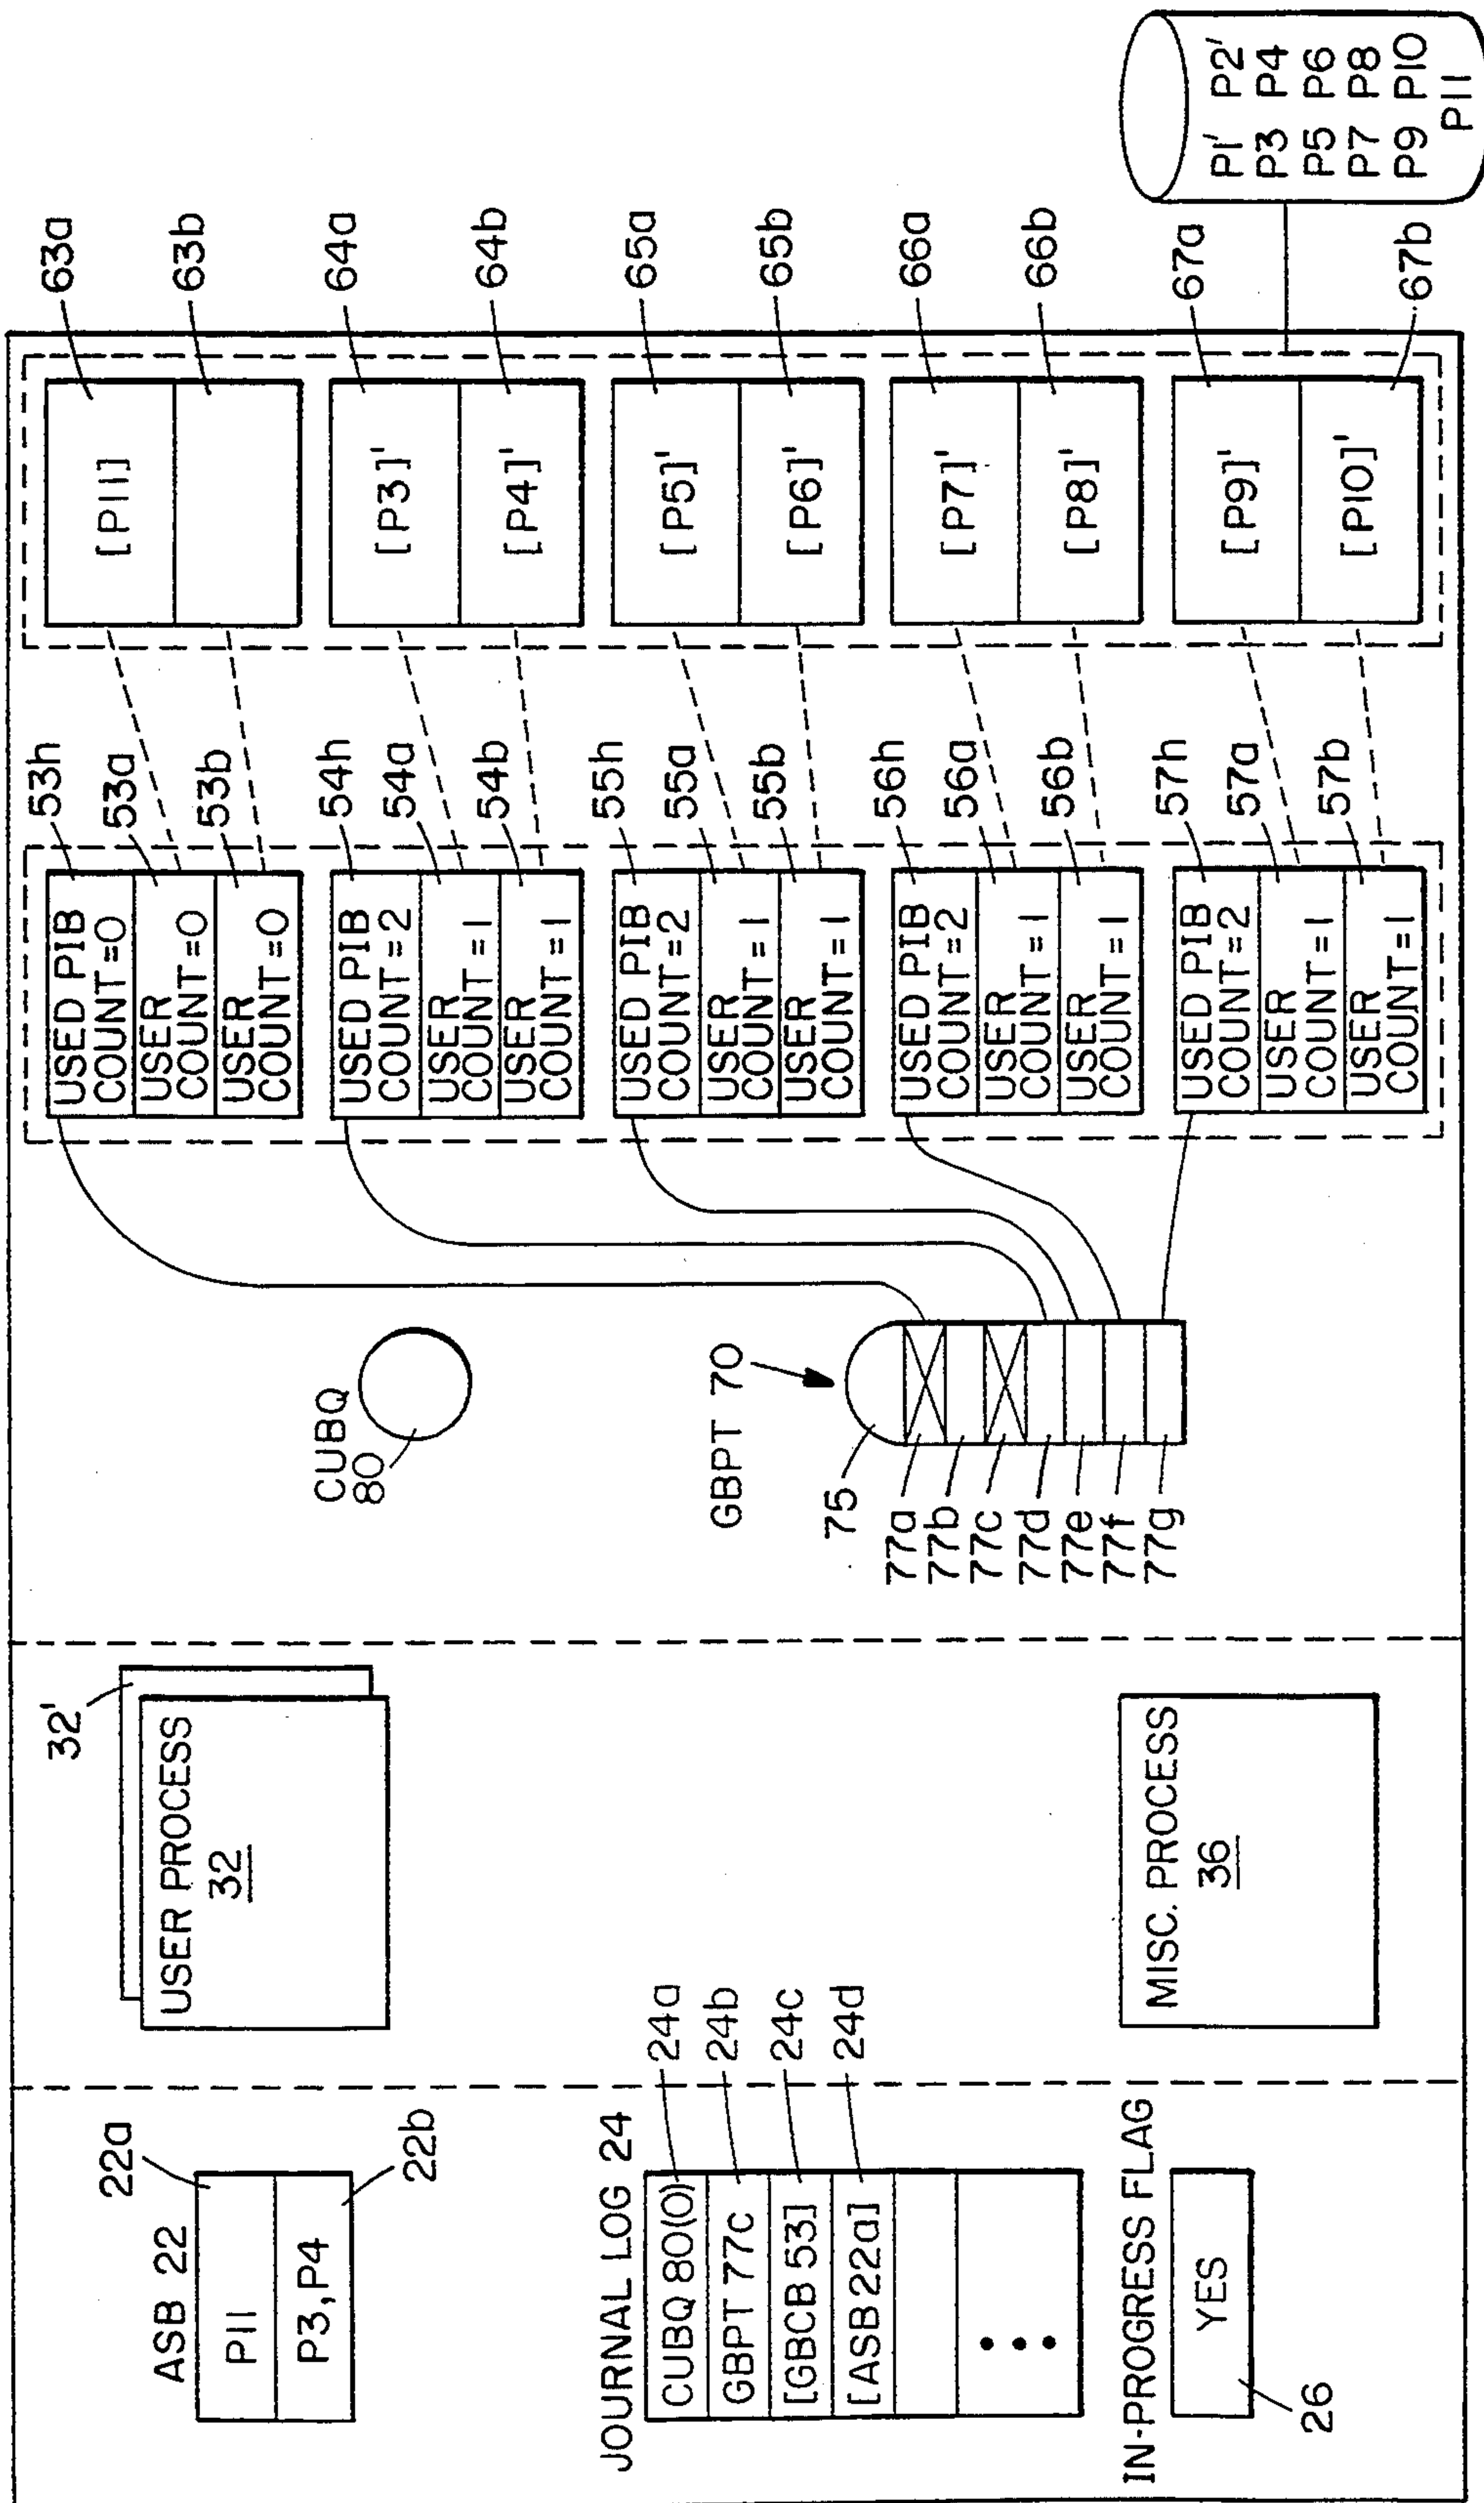 ASB 22
22a
P11
P3,P4
22b
JOURNAL LOG 24
CUBQ 80(0)
24a
GBPT 77c
24b
[GBCB 53]
24c
[ASB 22a]
24d
•••
IN-PROGRESS FLAG
YES
26
32'
USER PROCESS
32
MISC. PROCESS
36
CUBQ
80
GBPT 70
75
77a
77b
77c
77d
77e
77f
77g
USED PIB
COUNT=0
53h
USER
COUNT=0
53a
USER
COUNT=0
53b
USED PIB
COUNT=2
54h
USER
COUNT=1
54a
USER
COUNT=1
54b
USED PIB
COUNT=2
55h
USER
COUNT=1
55a
USER
COUNT=1
55b
USED PIB
COUNT=2
56h
USER
COUNT=1
56a
USER
COUNT=1
56b
USED PIB
COUNT=2
57h
USER
COUNT=1
57a
USER
COUNT=1
57b
[P11]
63a
63b
[P3]'
64a
[P4]'
64b
[P5]'
65a
[P6]'
65b
[P7]'
66a
[P8]'
66b
[P9]'
67a
[P10]'
67b
P1' P2'
P3 P4
P5 P6
P7 P8
P9 P10
P11